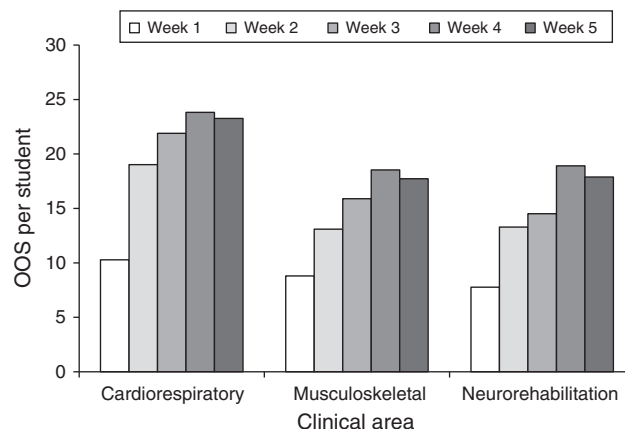 Week 1 Week 2 Week 3 Week 4 Week 5
30
25
20
15
10
5
0
OOS per student
Cardiorespiratory Musculoskeletal Neurorehabilitation
Clinical area